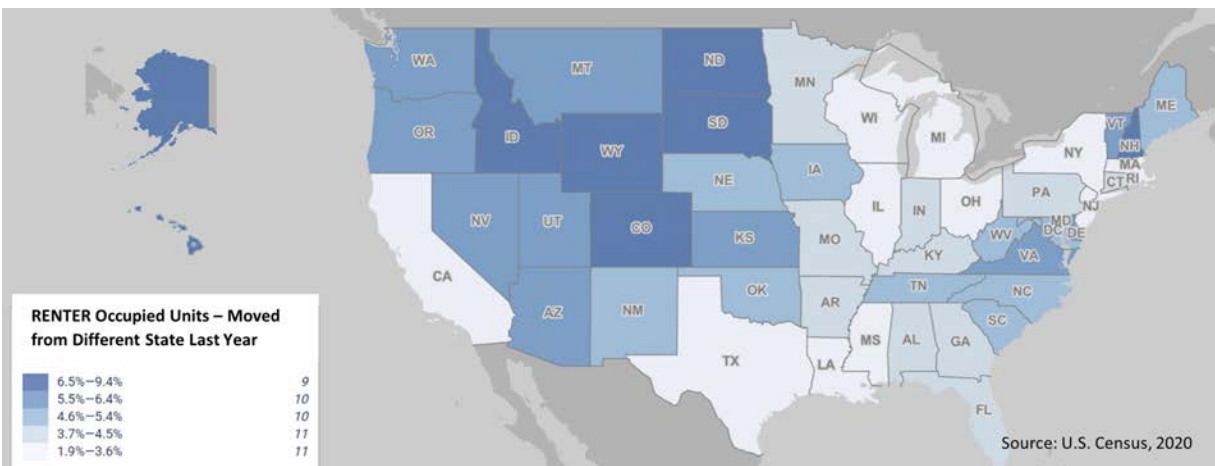 WA
MT
ND
MN
OR
ID
SD
WI
MI
WY
VT
ME
NH
NY
MA
CT
RI
NE
IA
PA
NJ
NV
UT
CO
KS
IL
IN
OH
MD
DC
DE
WV
VA
MO
KY
CA
AZ
NM
OK
AR
TN
NC
SC
TX
LA
MS
AL
GA
FL
RENTER Occupied Units – Moved
from Different State Last Year
6.5%—9.4% 9
5.5%—6.4% 10
4.6%—5.4% 10
3.7%—4.5% 11
1.9%—3.6% 11
Source: U.S. Census, 2020